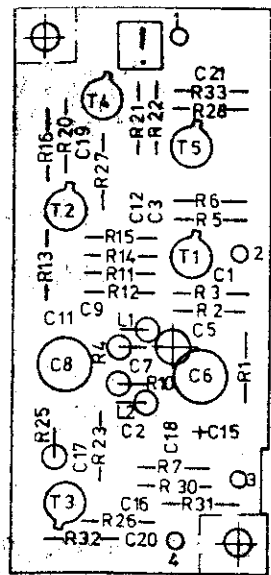 1
!
C21
R33
R28
T4
R21
R22
R20
C19
R16
R27
T5
T2
C12
C3
R6
R5
R15
R14
R11
R12
T1
2
C1
R13
R3
R2
C11
C9
L1
C5
R4
C8
C7
R10
C6
R1
L2
R25
R23
C2
C18
C15
C17
R7
R30
3
T3
C16
R31
R26
R32
C20
4